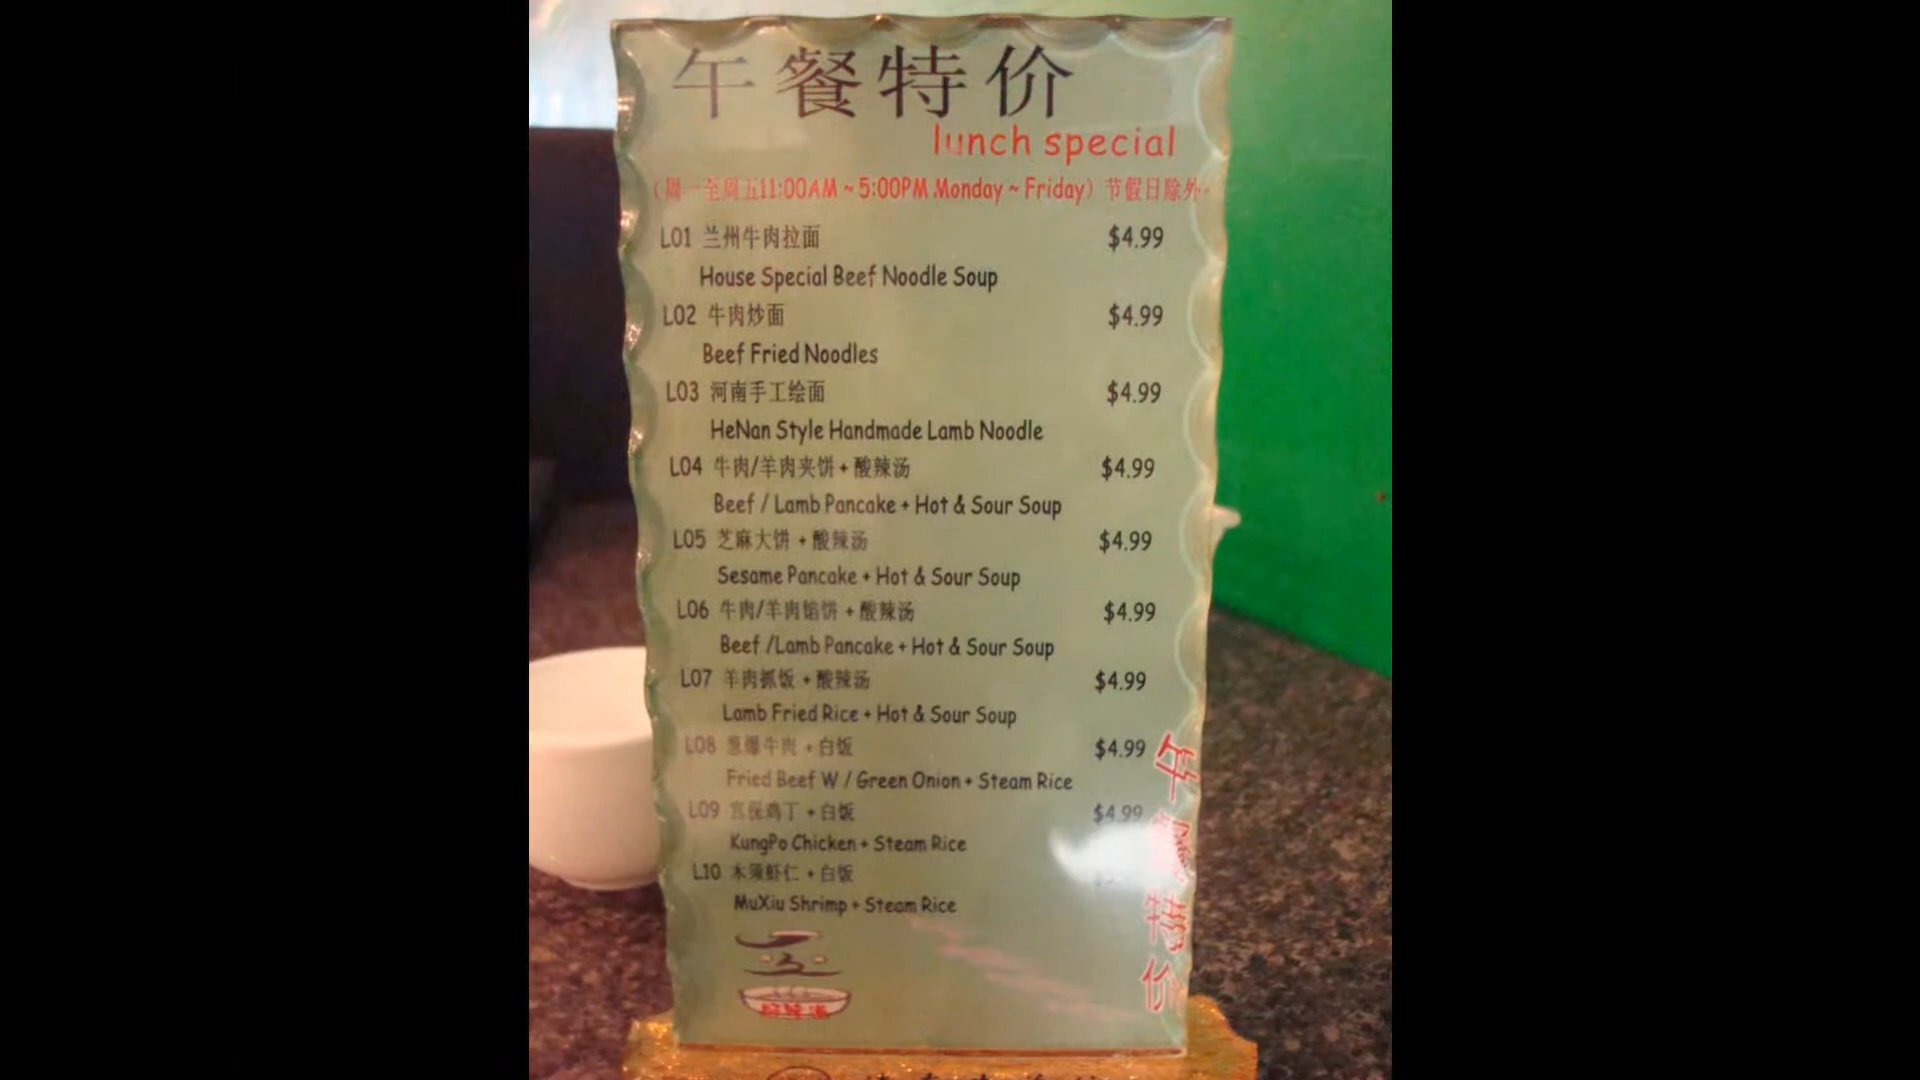 午餐特价
lunch special
(周一至周五11:00AM ~ 5:00PM Monday ~ Friday) 节假日除外
L01 兰州牛肉拉面 $4.99
House Special Beef Noodle Soup
L02 牛肉炒面 $4.99
Beef Fried Noodles
L03 河南手工绘面 $4.99
HeNan Style Handmade Lamb Noodle
L04 牛肉/羊肉夹饼 + 酸辣汤 $4.99
Beef / Lamb Pancake + Hot & Sour Soup
L05 芝麻大饼 + 酸辣汤 $4.99
Sesame Pancake + Hot & Sour Soup
L06 牛肉/羊肉馅饼 + 酸辣汤 $4.99
Beef /Lamb Pancake + Hot & Sour Soup
L07 羊肉抓饭 + 酸辣汤 $4.99
Lamb Fried Rice + Hot & Sour Soup
L08 葱爆牛肉 + 白饭 $4.99
Fried Beef W / Green Onion + Steam Rice
L09 宫保鸡丁 + 白饭 $4.99
KungPo Chicken + Steam Rice
L10 木须虾仁 + 白饭
MuXiu Shrimp + Steam Rice
午餐特价